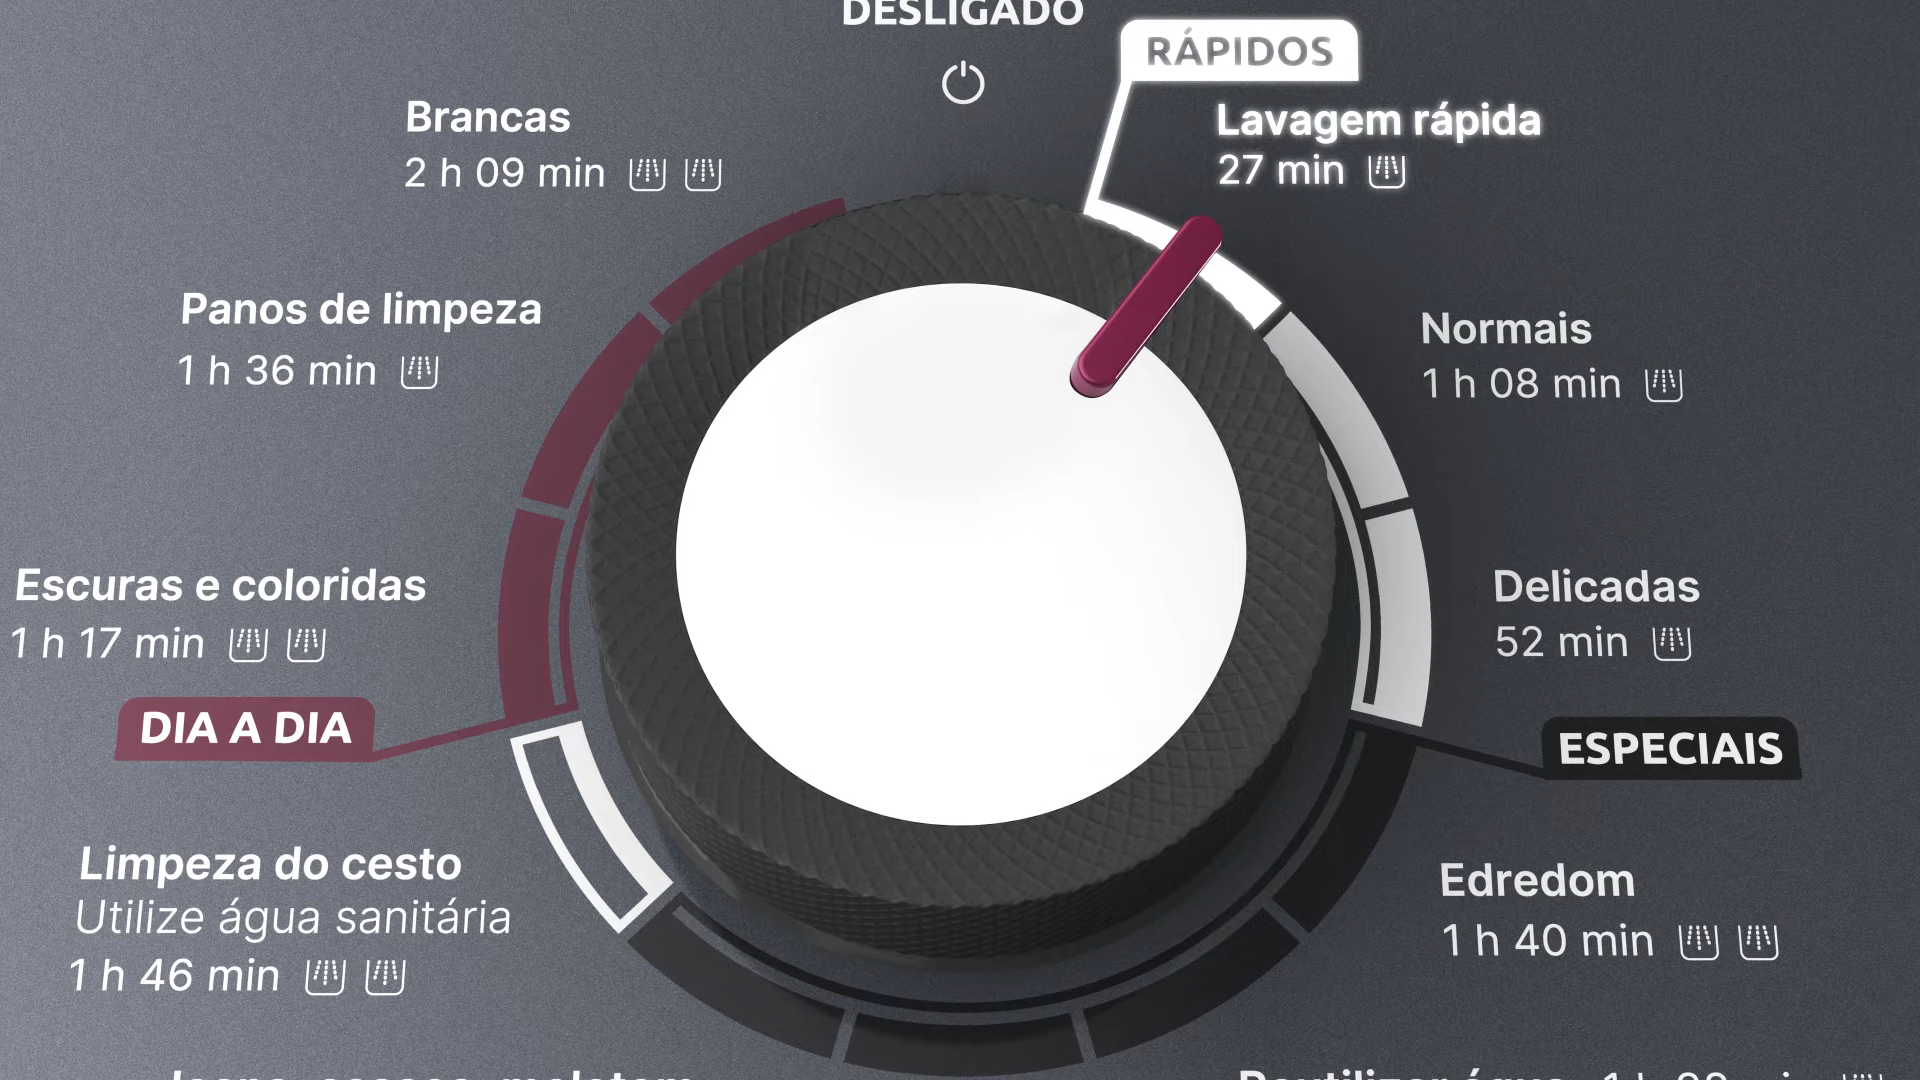 DESLIGADO
RÁPIDOS
Brancas
2 h 09 min
Lavagem rápida
27 min
Panos de limpeza
1 h 36 min
Normais
1 h 08 min
Escuras e coloridas
1 h 17 min
Delicadas
52 min
DIA A DIA
ESPECIAIS
Limpeza do cesto
Utilize água sanitária
1 h 46 min
Edredom
1 h 40 min